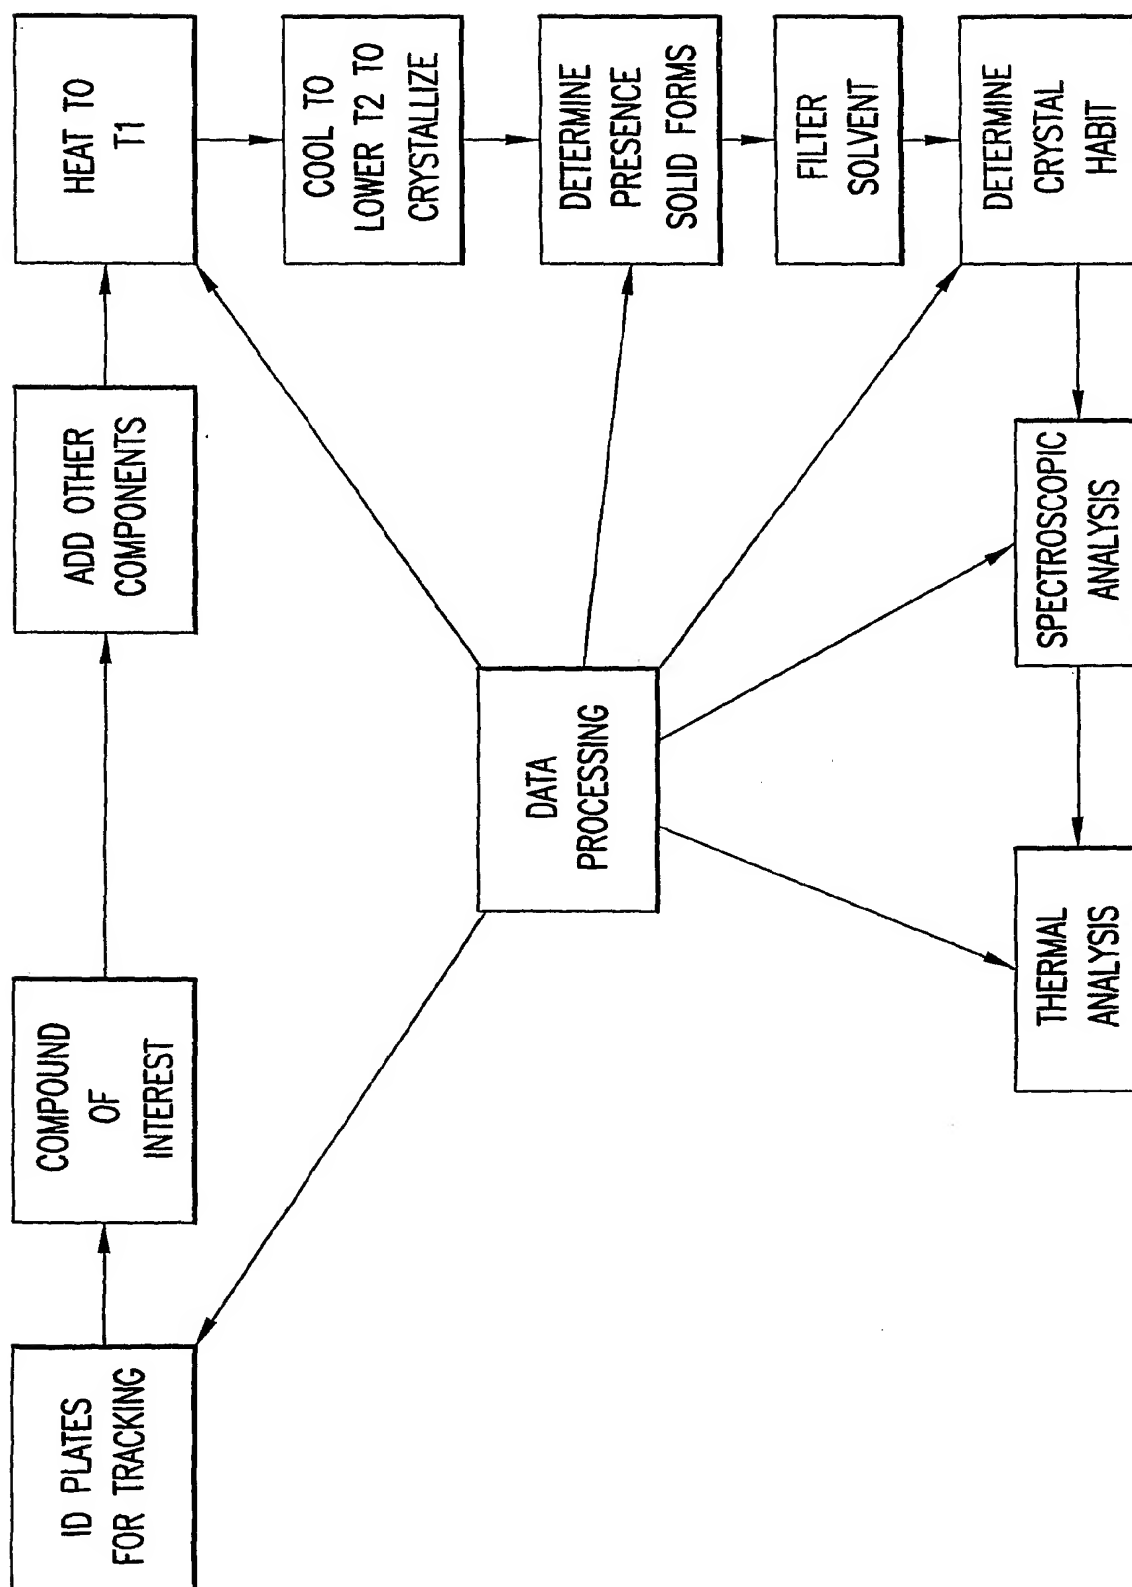 ID PLATES
FOR TRACKING
COMPOUND
OF
INTEREST
ADD OTHER
COMPONENTS
HEAT TO
T1
COOL TO
LOWER T2 TO
CRYSTALLIZE
DETERMINE
PRESENCE
SOLID FORMS
FILTER
SOLVENT
DETERMINE
CRYSTAL
HABIT
SPECTROSCOPIC
ANALYSIS
THERMAL
ANALYSIS
DATA
PROCESSING